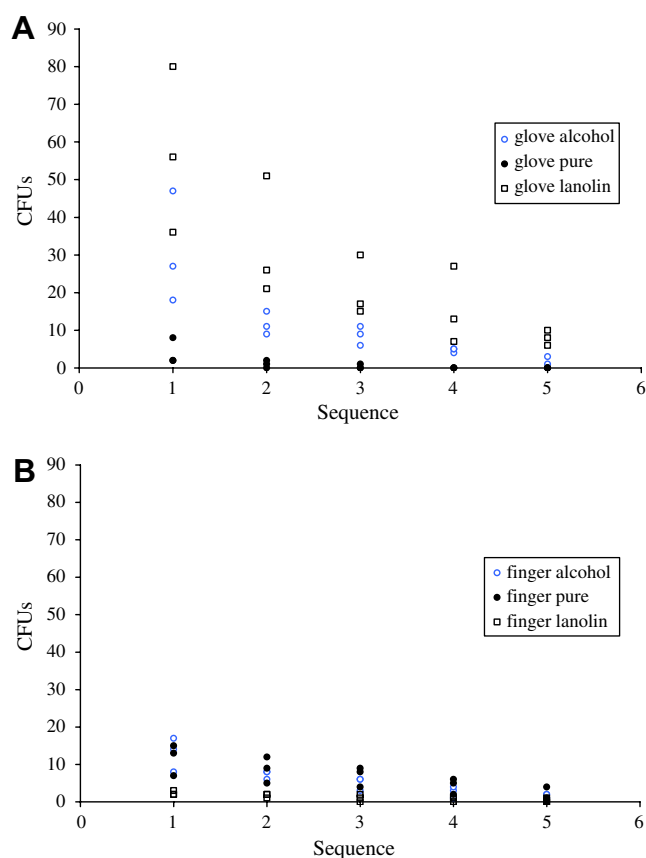 A
90
80
70
60
50
40
30
20
10
0
CFUs
glove alcohol
glove pure
glove lanolin
0 1 2 3 4 5 6
Sequence
B
90
80
70
60
50
40
30
20
10
0
CFUs
finger alcohol
finger pure
finger lanolin
0 1 2 3 4 5 6
Sequence